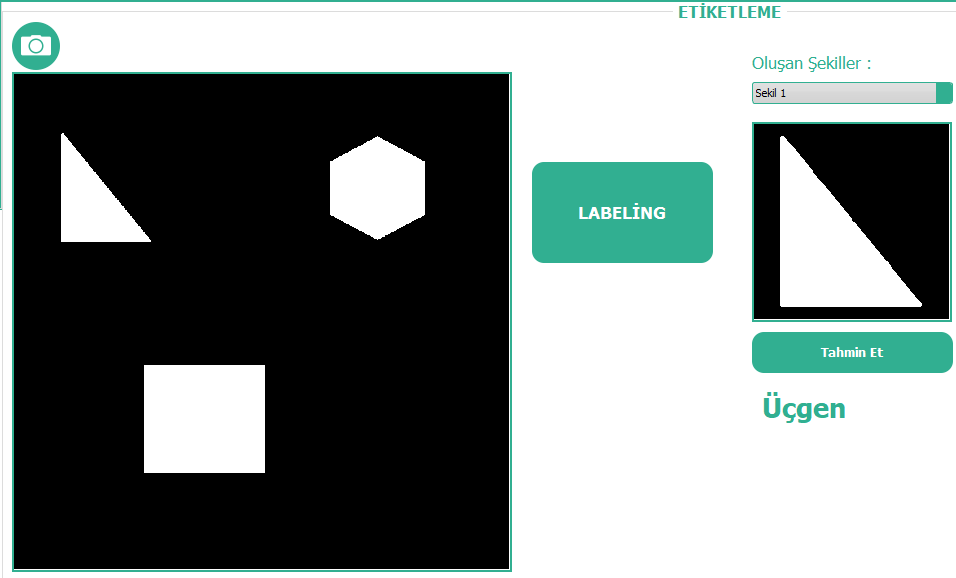 ETİKETLEME
Oluşan Şekiller :
Sekil 1
LABELİNG
Tahmin Et
Üçgen